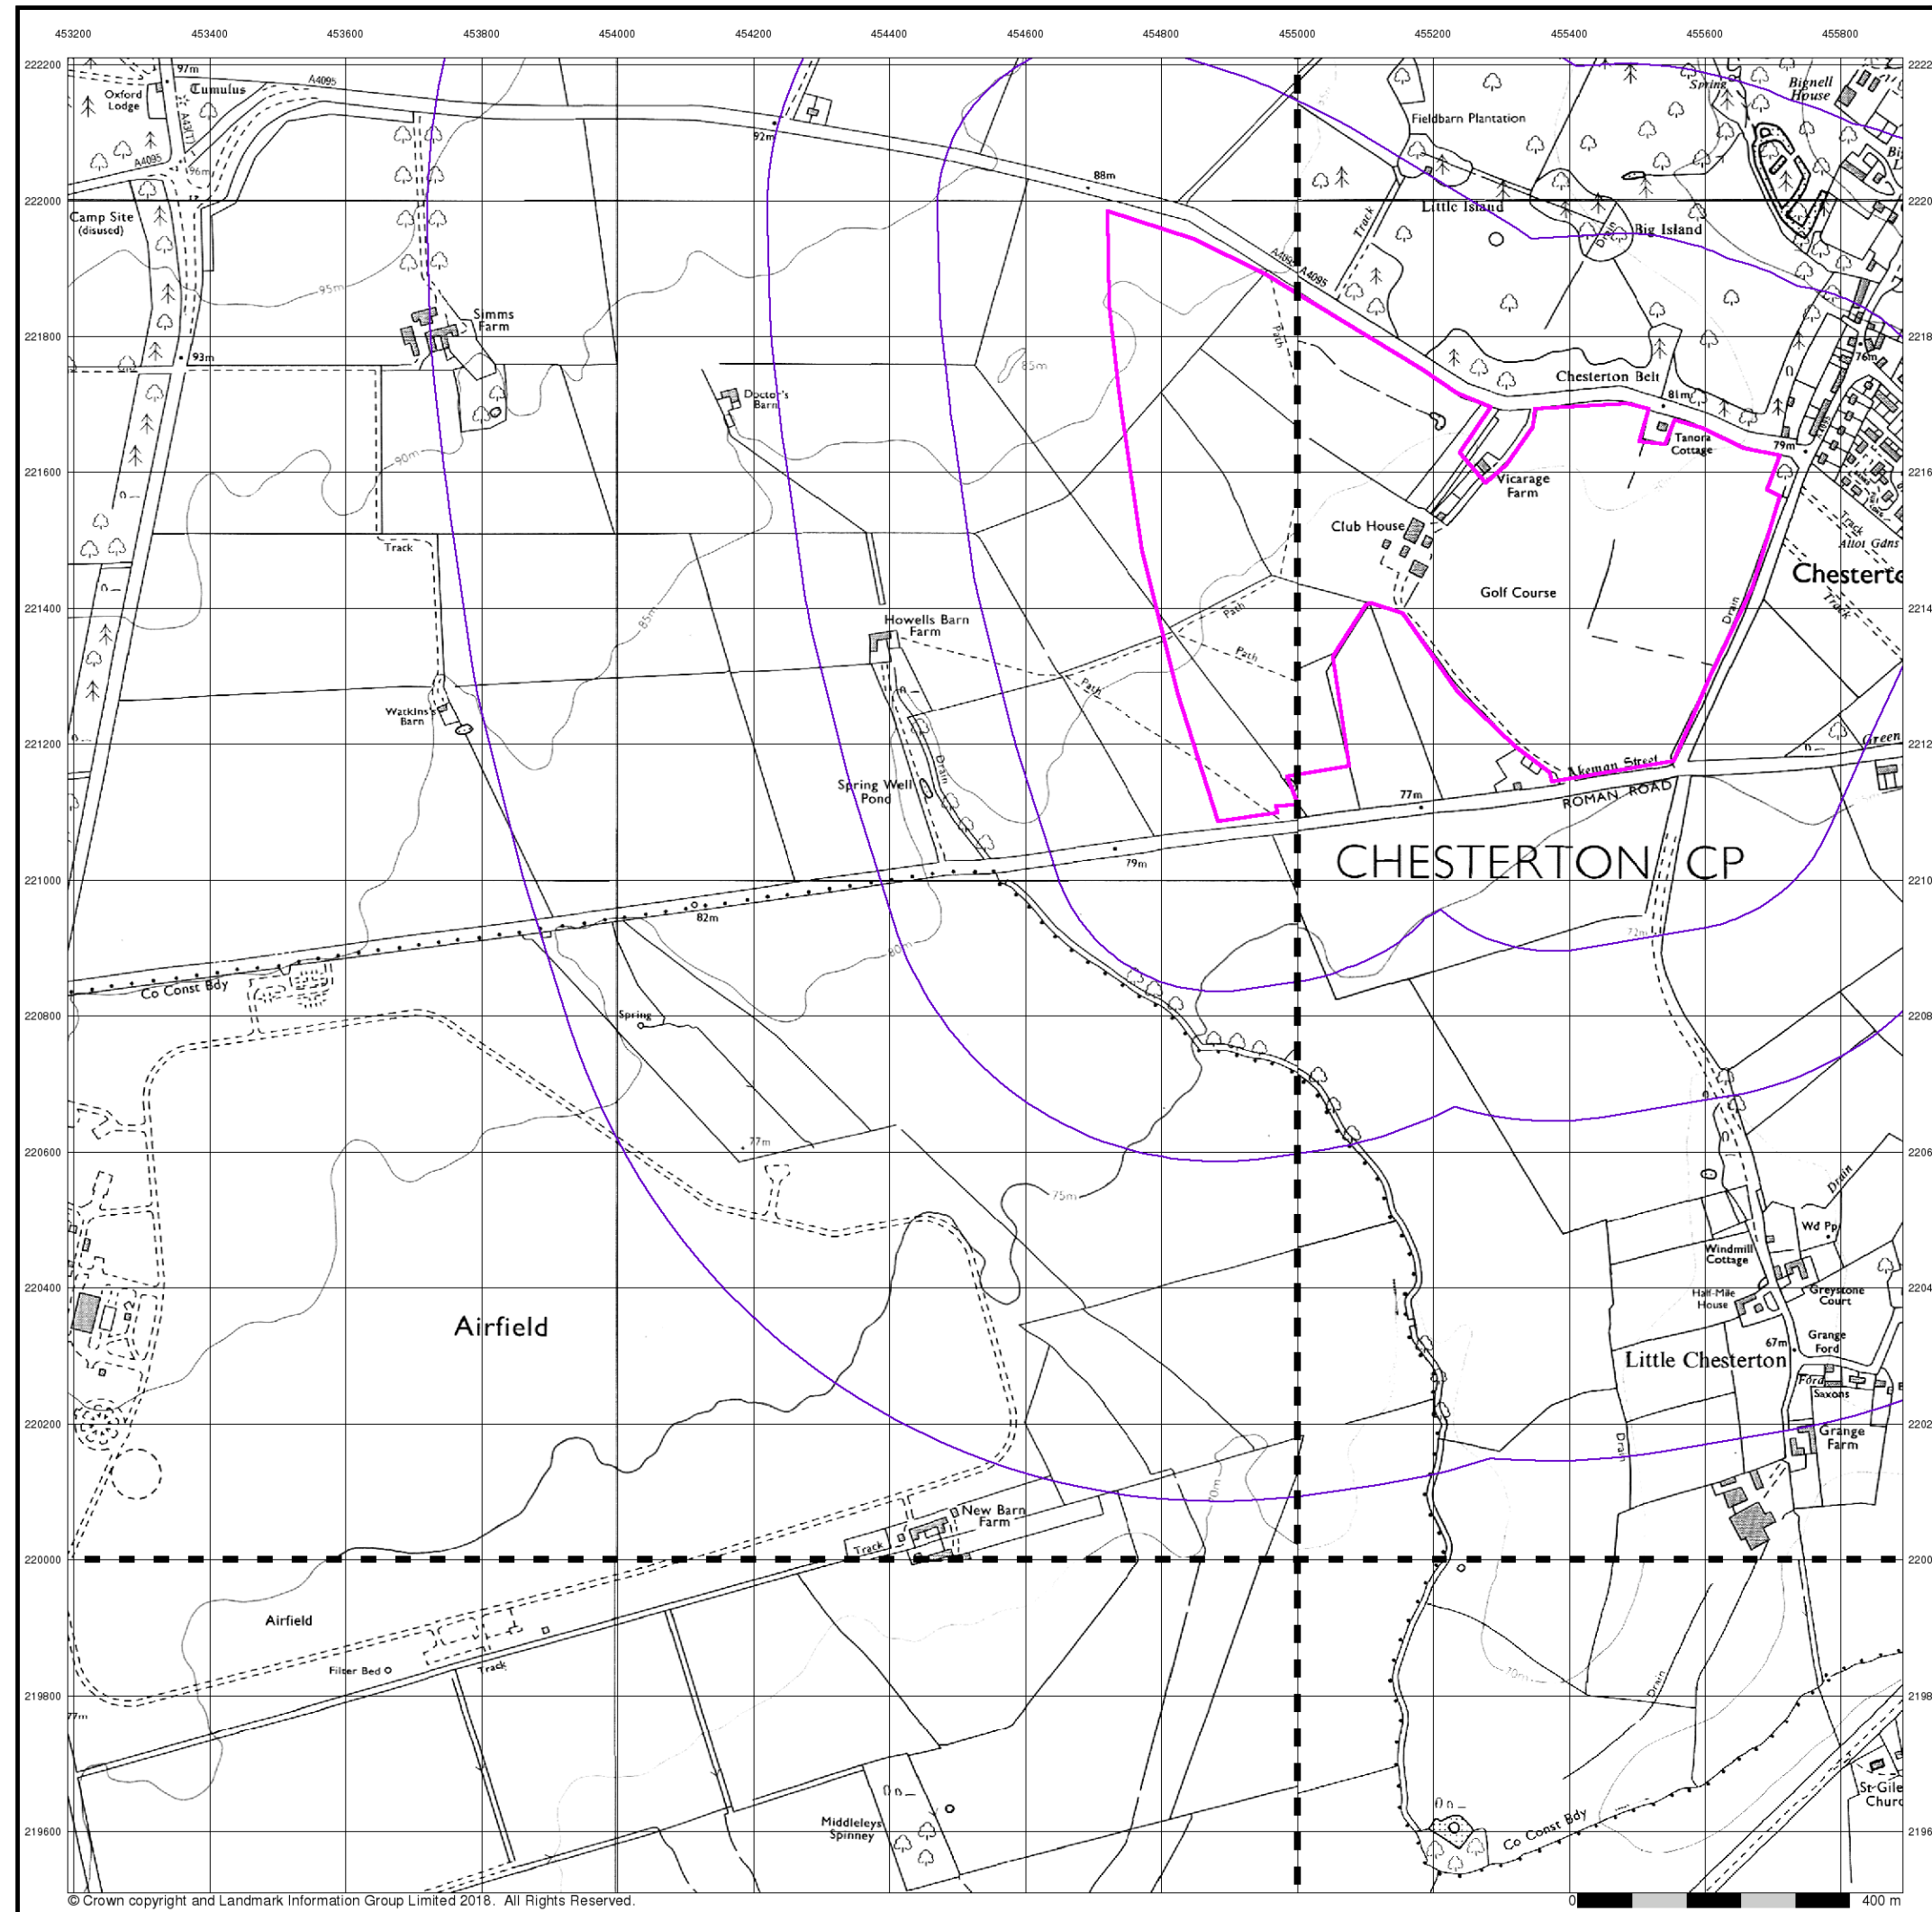 453200 453400 453600 453800 454000 454200 454400 454600 454800 455000 455200 455400 455600 455800
222200
97m
A4095
Tumulus
Oxford
Lodge
A43(T)
A4095
96m
92m
88m
Fieldbarn Plantation
Spring
Bignell
House
222000
Camp Site
(disused)
Track
Little Island
Drain
Big Island
A4095
A4095
95m
Simms
Farm
221800
93m
Path
85m
Doctor's
Barn
Chesterton Belt
81m
76m
A4095
79m
Tanora
Cottage
90m
221600
Vicarage
Farm
Club House
Track
Track
Allot Gdns
Golf Course
Drain
Track
221400
85m
Howells Barn
Farm
Path
Path
Path
Watkins's
Barn
221200
Green
Akeman Street
ROMAN ROAD
Drain
Spring Well
Pond
77m
79m
CHESTERTON CP
221000
82m
72m
80m
Co Const Bdy
220800
Spring
77m
220600
75m
Drain
Wd Pp
Windmill
Cottage
220400
Half-Mile
House
Greystone
Court
Airfield
67m
Grange
Ford
Little Chesterton
Ford
Saxons
220200
Drain
Grange
Farm
70m
New Barn
Farm
Track
220000
Airfield
Filter Bed
Track
70m
Drain
219800
77m
Middleleys
Spinney
219600
Co Const Bdy
© Crown copyright and Landmark Information Group Limited 2018. All Rights Reserved.
0 400 m